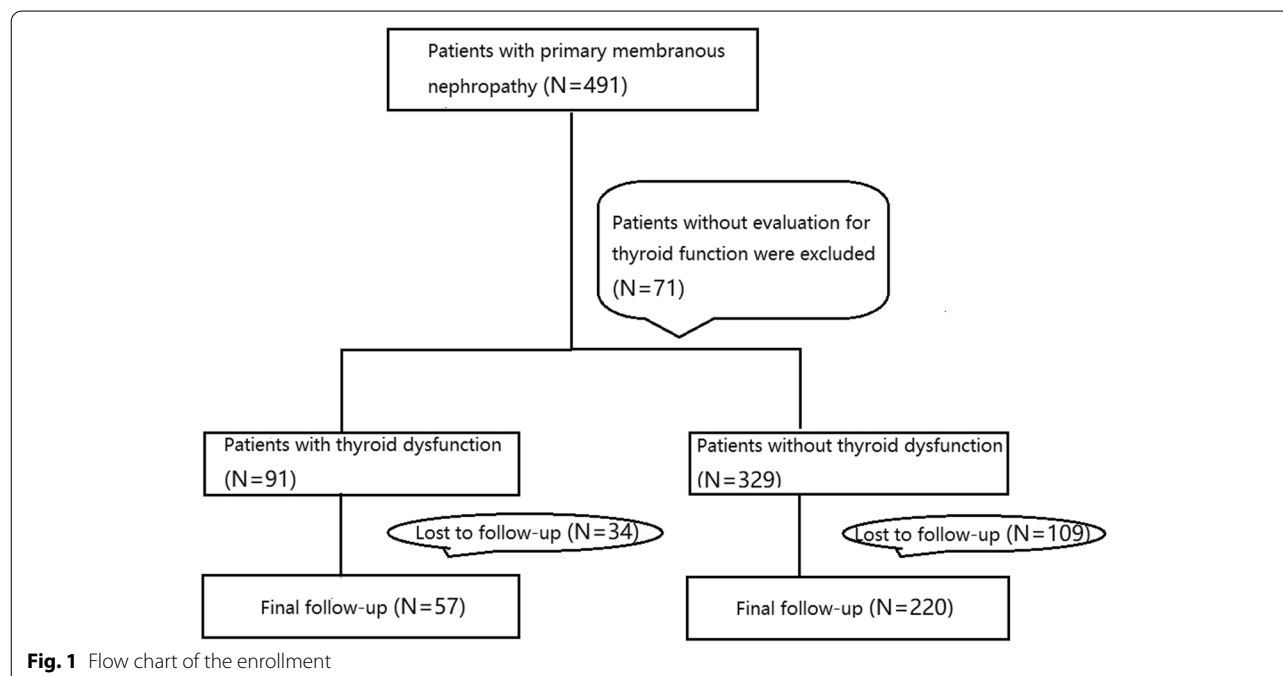 Patients with primary membranous
nephropathy (N=491)
Patients without evaluation for
thyroid function were excluded
(N=71)
Patients with thyroid dysfunction
(N=91)
Patients without thyroid dysfunction
(N=329)
Lost to follow-up (N=34)
Lost to follow-up (N=109)
Final follow-up (N=57)
Final follow-up (N=220)
Fig. 1 Flow chart of the enrollment